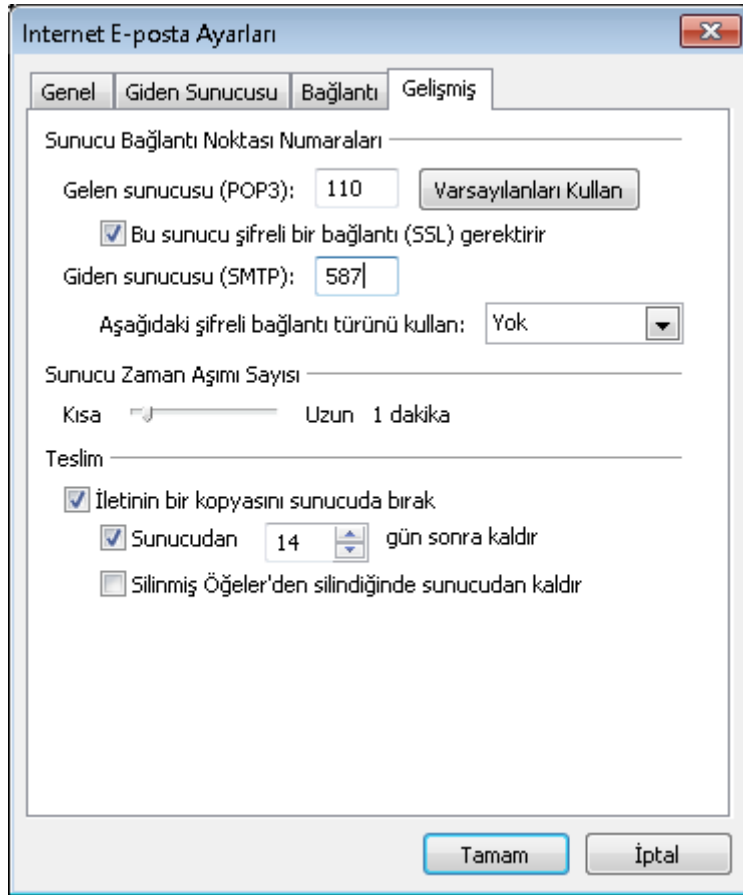 Internet E-posta Ayarları
Genel Giden Sunucusu Bağlantı Gelişmiş
Sunucu Bağlantı Noktası Numaraları
Gelen sunucusu (POP3): 110 Varsayılanları Kullan
Bu sunucu şifreli bir bağlantı (SSL) gerektirir
Giden sunucusu (SMTP): 587
Aşağıdaki şifreli bağlantı türünü kullan: Yok
Sunucu Zaman Aşımı Sayısı
Kısa Uzun 1 dakika
Teslim
İletinin bir kopyasını sunucuda bırak
Sunucudan 14 gün sonra kaldır
Silinmiş Öğeler'den silindiğinde sunucudan kaldır
Tamam İptal